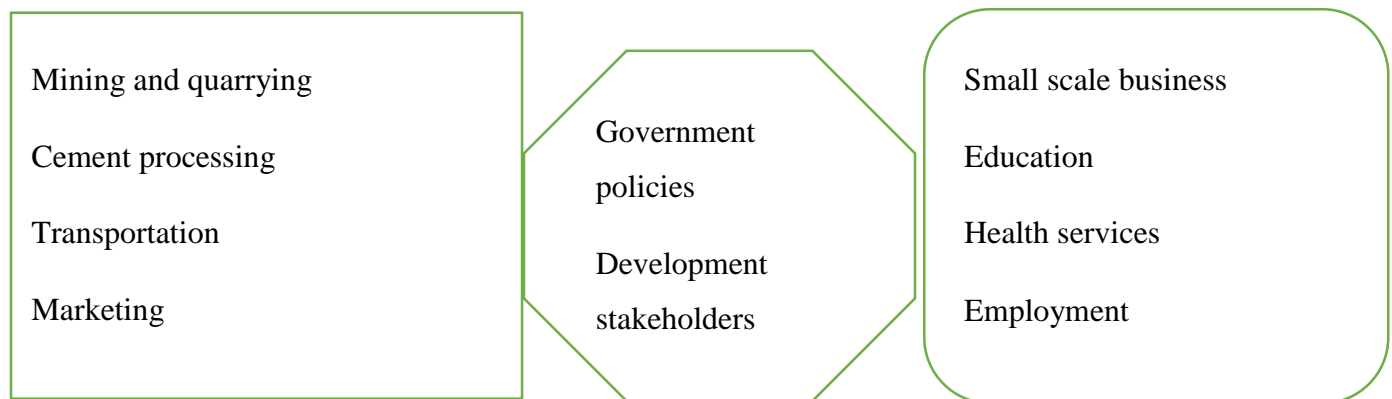 Mining and quarrying
Cement processing
Transportation
Marketing
Government
policies
Development
stakeholders
Small scale business
Education
Health services
Employment